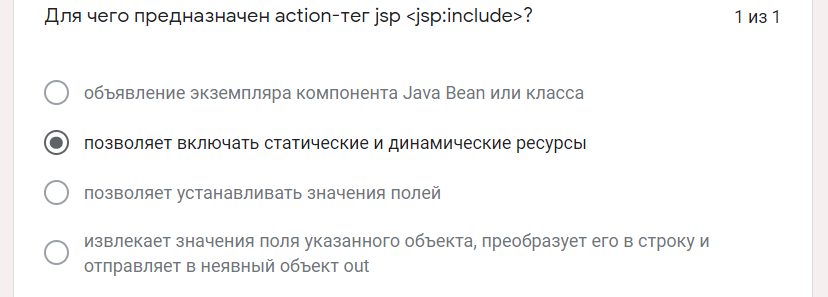 Для чего предназначен action-тег jsp <jsp:include>?
1 из 1
объявление экземпляра компонента Java Bean или класса
позволяет включать статические и динамические ресурсы
позволяет устанавливать значения полей
извлекает значения поля указанного объекта, преобразует его в строку и
отправляет в неявный объект out